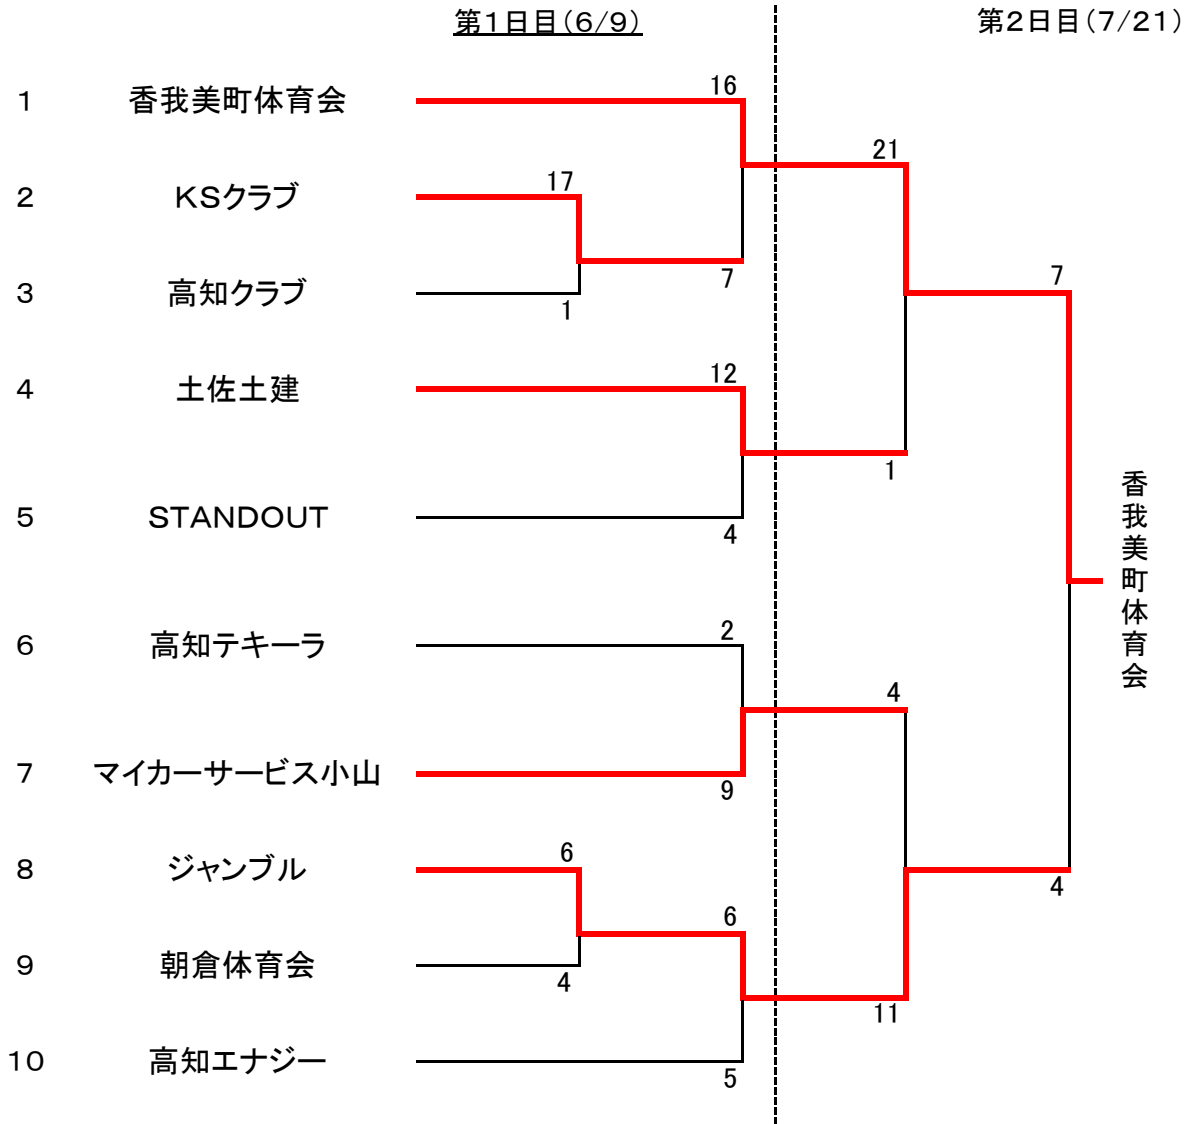 第1日目(6/9)
第2日目(7/21)
1 香我美町体育会 16
21
2 KSクラブ 17
7
3 高知クラブ 1
7
4 土佐土建 12
1
5 STANDOUT 4
香我美町体育会
6 高知テキーラ 2
4
7 マイカーサービス小山 9
8 ジャンブル 6
4
6
9 朝倉体育会 4
11
10 高知エナジー 5